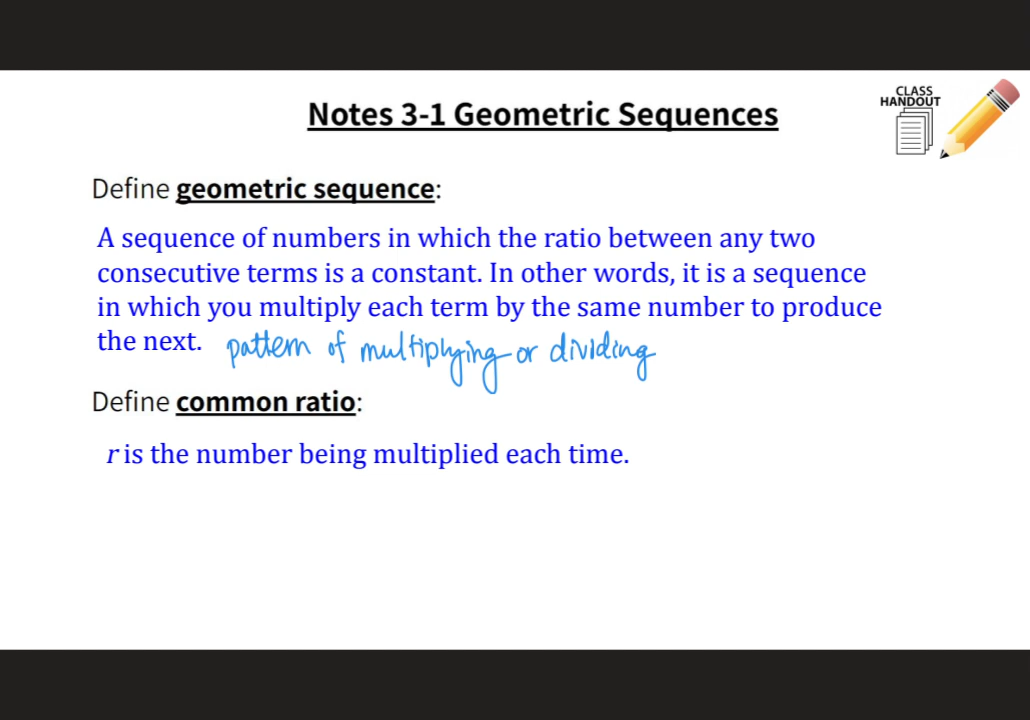 CLASS
HANDOUT
Notes 3-1 Geometric Sequences
Define geometric sequence:
A sequence of numbers in which the ratio between any two
consecutive terms is a constant. In other words, it is a sequence
in which you multiply each term by the same number to produce
the next. pattern of multiplying or dividing
Define common ratio:
r is the number being multiplied each time.